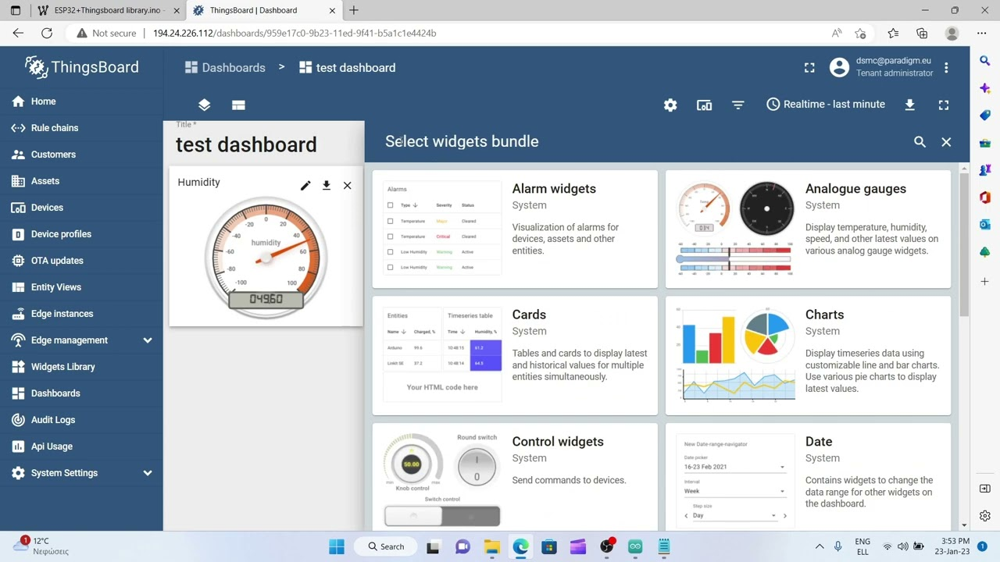 ESP32+Thingsboard library.ino -
ThingsBoard | Dashboard
Not secure
194.24.226.112/dashboards/959e17c0-9b23-11ed-9f41-b5a1c1e4424b
ThingsBoard
Dashboards > test dashboard
dsmc@paradigm.eu
Tenant administrator
Home
Rule chains
Customers
Assets
Devices
Device profiles
OTA updates
Entity Views
Edge instances
Edge management
Widgets Library
Dashboards
Audit Logs
Api Usage
System Settings
Realtime - last minute
Title *
test dashboard
Humidity
humidity
-100
-80
-60
-40
-20
0
20
40
60
80
100
049.60
Select widgets bundle
Alarms
Type Severity Status
Temparature Major Cleared
Temperature Critical Cleared
Low Humidity Warning Active
Low Humidity Warning Active
Alarm widgets
System
Visualization of alarms for
devices, assets and other
entities.
Analogue gauges
System
Display temperature, humidity,
speed, and other latest values on
various analog gauge widgets.
Entities
Name Charged, %
Arduino 99.6
LinkIt SE 37.2
Timeseries table
Time Humidity, %
10:48:15 61.2
10:48:14 64.5
Your HTML code here
Cards
System
Tables and cards to display latest
and historical values for multiple
entities simultaneously.
Charts
System
Display timeseries data using
customizable line and bar charts.
Use various pie charts to display
latest values.
50.00
min
max
Knob control
Round switch
I
0
Switch control
Control widgets
System
Send commands to devices.
New Date-range-navigator
Date picker
16-23 Feb 2021
Interval
Week
Step size
Day
Date
System
Contains widgets to change the
data range for other widgets on
the dashboard.
1
12°C
Νεφώσεις
Search
ENG
ELL
3:53 PM
23-Jan-23
1